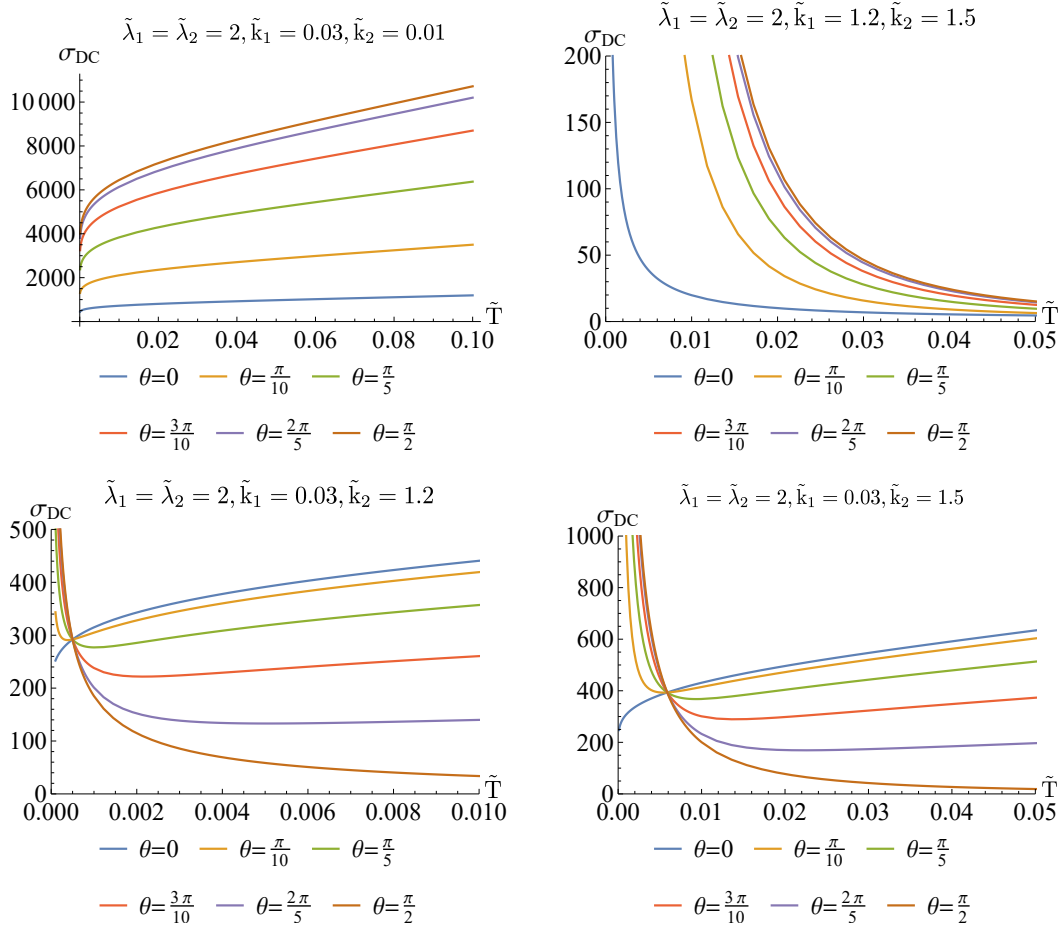 λ̃₁ = λ̃₂ = 2, k̃₁ = 0.03, k̃₂ = 0.01
σ_DC
10 000
8000
6000
4000
2000
0.02 0.04 0.06 0.08 0.10
T̃
θ=0 θ=π/10 θ=π/5
θ=3π/10 θ=2π/5 θ=π/2
λ̃₁ = λ̃₂ = 2, k̃₁ = 1.2, k̃₂ = 1.5
σ_DC
200
150
100
50
0
0.00 0.01 0.02 0.03 0.04 0.05
T̃
θ=0 θ=π/10 θ=π/5
θ=3π/10 θ=2π/5 θ=π/2
λ̃₁ = λ̃₂ = 2, k̃₁ = 0.03, k̃₂ = 1.2
σ_DC
500
400
300
200
100
0
0.000 0.002 0.004 0.006 0.008 0.010
T̃
θ=0 θ=π/10 θ=π/5
θ=3π/10 θ=2π/5 θ=π/2
λ̃₁ = λ̃₂ = 2, k̃₁ = 0.03, k̃₂ = 1.5
σ_DC
1000
800
600
400
200
0
0.00 0.01 0.02 0.03 0.04 0.05
T̃
θ=0 θ=π/10 θ=π/5
θ=3π/10 θ=2π/5 θ=π/2